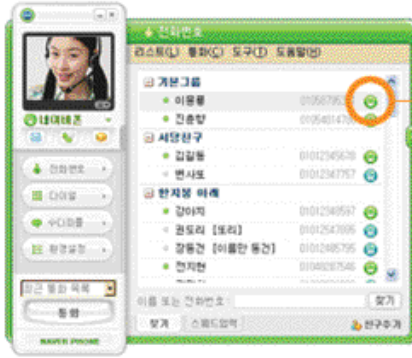 전화번호
리스트(L) 통화(C) 도구(T) 도움말(H)
네이버폰
기본그룹
이몽룡
진춘향
서당친구
김길동
변사또
01012345678
한지붕 아래
강아지
권도리 [또리]
장동건 [이름만 동건]
전지현
전화번호
다이얼
수다방
환경설정
최근 통화 목록
통화
이름 또는 전화번호
찾기
찾기 스피드입력
친구추가
NAVER PHONE